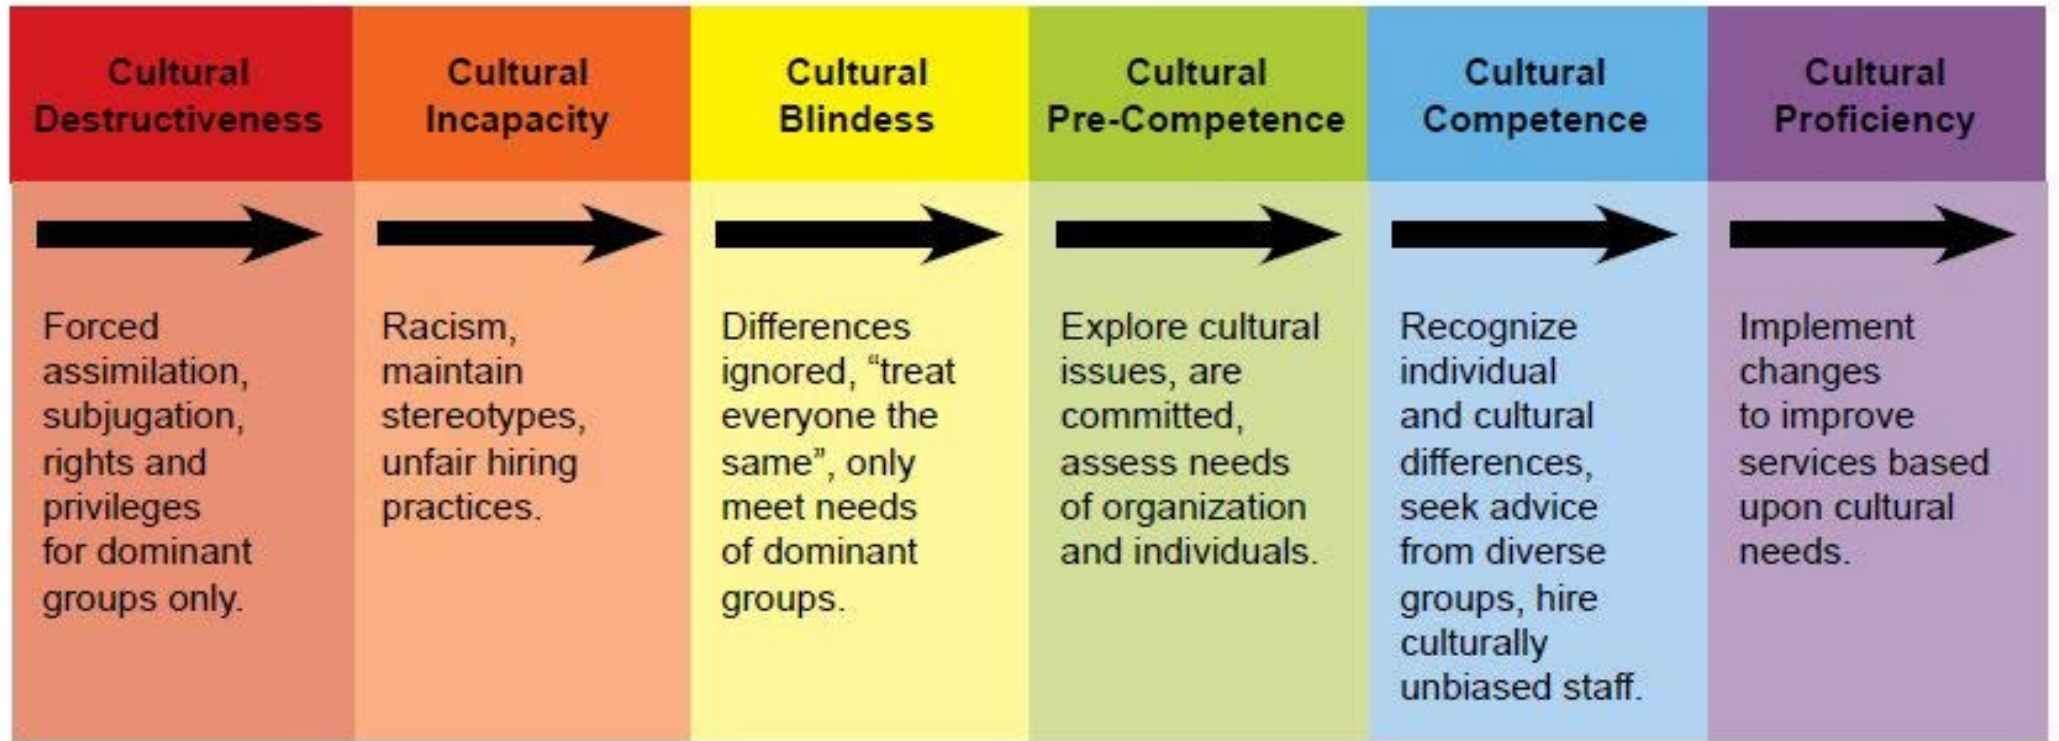 Cultural
Destructiveness
Cultural
Incapacity
Cultural
Blindess
Cultural
Pre-Competence
Cultural
Competence
Cultural
Proficiency
Forced
assimilation,
subjugation,
rights and
privileges
for dominant
groups only.
Racism,
maintain
stereotypes,
unfair hiring
practices.
Differences
ignored, “treat
everyone the
same”, only
meet needs
of dominant
groups.
Explore cultural
issues, are
committed,
assess needs
of organization
and individuals.
Recognize
individual
and cultural
differences,
seek advice
from diverse
groups, hire
culturally
unbiased staff.
Implement
changes
to improve
services based
upon cultural
needs.